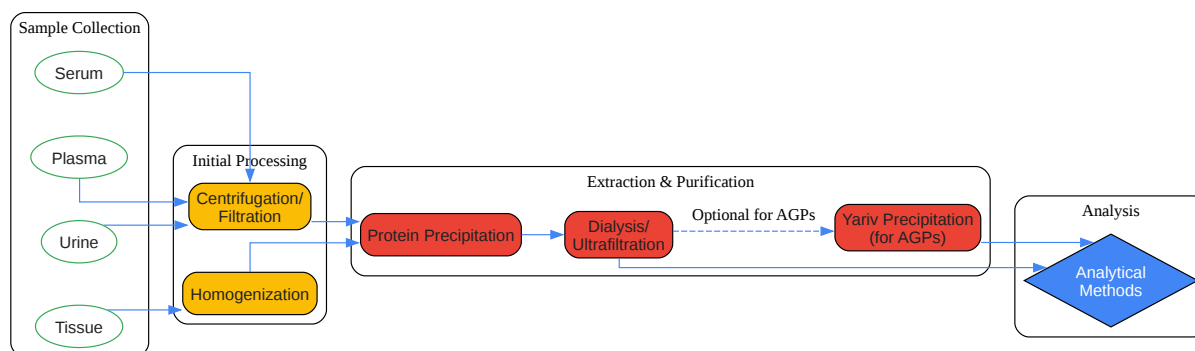 Sample Collection
Serum
Plasma
Urine
Tissue
Initial Processing
Centrifugation/
Filtration
Homogenization
Extraction & Purification
Protein Precipitation
Dialysis/
Ultrafiltration
Optional for AGPs
Yariv Precipitation
(for AGPs)
Analysis
Analytical
Methods